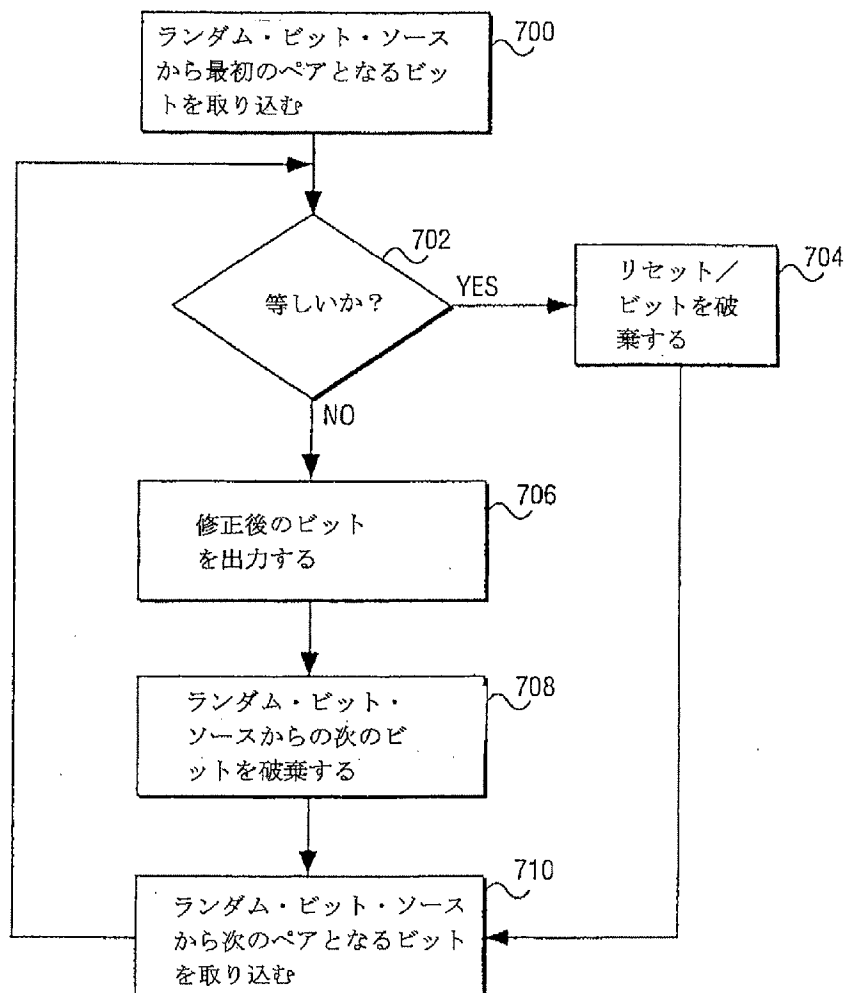 ランダム・ビット・ソース
から最初のペアとなるビッ
トを取り込む
700
702
等しいか？
YES
704
リセット／
ビットを破
棄する
NO
706
修正後のビット
を出力する
708
ランダム・ビット・
ソースからの次のビ
ットを破棄する
710
ランダム・ビット・ソース
から次のペアとなるビット
を取り込む